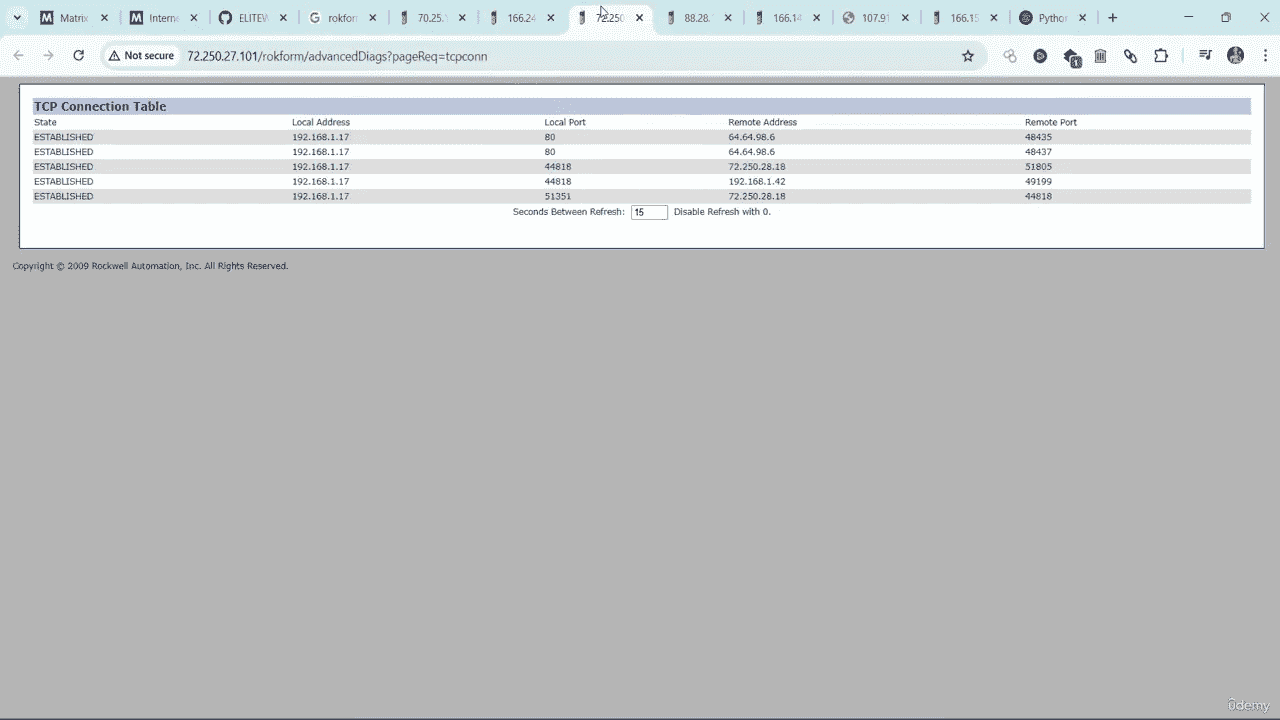 Matrix
Interne
ELITEW
rokforr
70.25.
166.24
72.250
88.28.
166.14
107.91
166.15
Python
Not secure
72.250.27.101/rokform/advancedDiags?pageReq=tcpconn
TCP Connection Table
State Local Address Local Port Remote Address Remote Port
ESTABLISHED 192.168.1.17 80 64.64.98.6 48435
ESTABLISHED 192.168.1.17 80 64.64.98.6 48437
ESTABLISHED 192.168.1.17 44818 72.250.28.18 51805
ESTABLISHED 192.168.1.17 44818 192.168.1.42 49199
ESTABLISHED 192.168.1.17 51351 72.250.28.18 44818
Seconds Between Refresh: 15 Disable Refresh with 0.
Copyright © 2009 Rockwell Automation, Inc. All Rights Reserved.
ûdemy